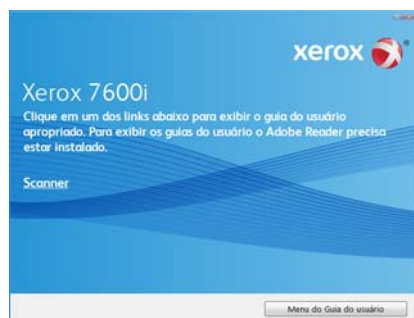 xerox
Xerox 7600i
Clique em um dos links abaixo para exibir o guia do usuário
apropriado. Para exibir os guias do usuário o Adobe Reader precisa
estar instalado.
Scanner
Menu do Guia do usuário